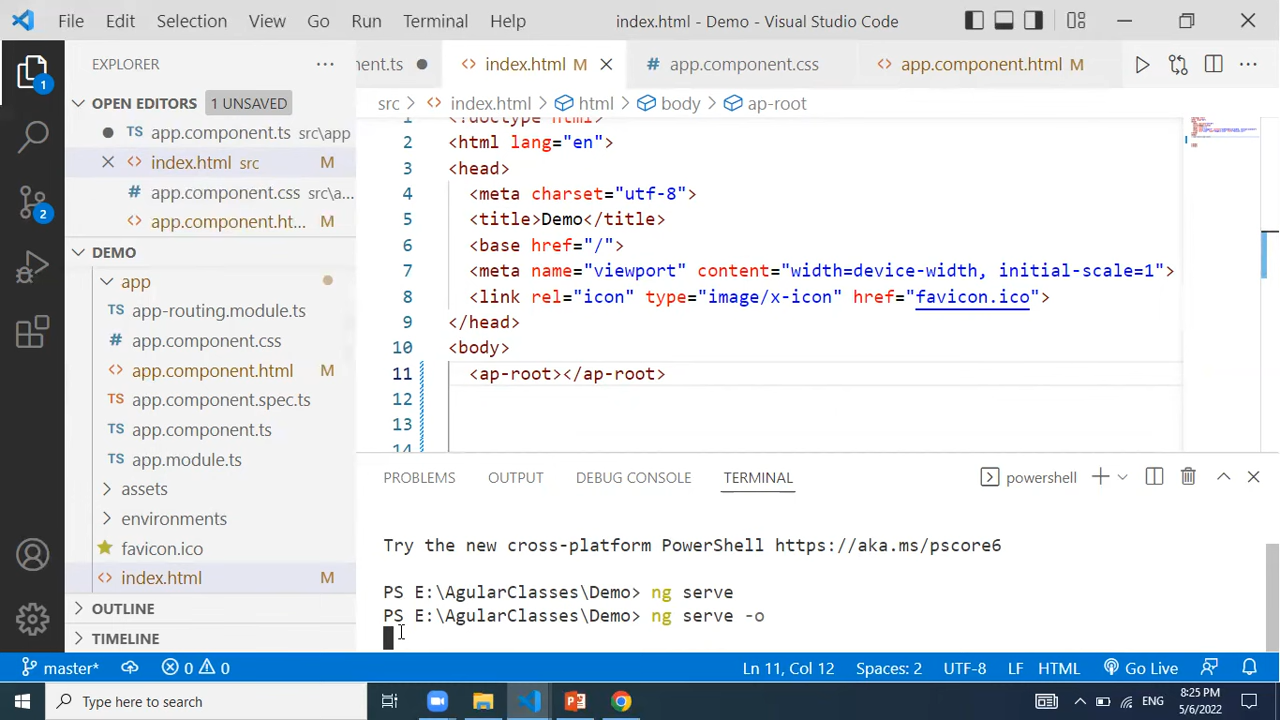 File Edit Selection View Go Run Terminal Help index.html - Demo - Visual Studio Code
EXPLORER
OPEN EDITORS 1 UNSAVED
app.component.ts src\app
index.html src M
app.component.css src\a...
app.component.ht... M
DEMO
app
app-routing.module.ts
app.component.css
app.component.html M
app.component.spec.ts
app.component.ts
app.module.ts
assets
environments
favicon.ico
index.html M
OUTLINE
TIMELINE
1
2
nent.ts index.html M app.component.css app.component.html M
src index.html html body ap-root
1 <!doctype html>
2 <html lang="en">
3 <head>
4 <meta charset="utf-8">
5 <title>Demo</title>
6 <base href="/">
7 <meta name="viewport" content="width=device-width, initial-scale=1">
8 <link rel="icon" type="image/x-icon" href="favicon.ico">
9 </head>
10 <body>
11 <ap-root></ap-root>
12
13
14
PROBLEMS OUTPUT DEBUG CONSOLE TERMINAL powershell
Try the new cross-platform PowerShell https://aka.ms/pscore6
PS E:\AgularClasses\Demo> ng serve
PS E:\AgularClasses\Demo> ng serve -o
master* 0 0 Ln 11, Col 12 Spaces: 2 UTF-8 LF HTML Go Live
Type here to search ENG 8:25 PM
5/6/2022